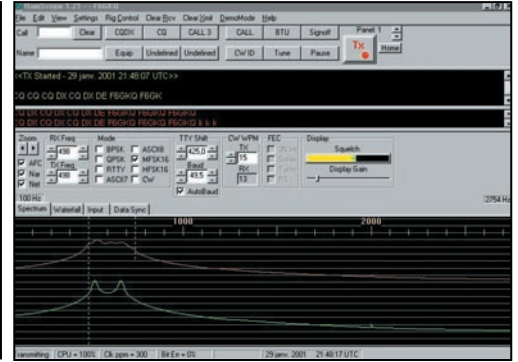 HamScope 1.21 - F6GKQ
File Edit View Settings Rig Control Clear Rcv Clear Xmit DemoMode Help
Call Clear CQDX CQ CALL 3 CALL BTU Signoff Panel 1
Name Equip Undefined Undefined CW ID Tune Pause Tx Home
<<TX Started - 29 janv. 2001 21:48:07 UTC>>
CQ CQ CQ DX CQ DX DE F6GKQ F6GK
CQ DX CQ DX CQ DX DE F6GKQ F6GKQ F6GKQ
CQ DX CQ DX CQ DX DE F6GKQ F6GKQ F6GKQ k k k
Zoom RX Freq Mode TTY Shift CW WPM FEC Display
498 BPSK ASCII8 425,0 TX Squelch
AFC TX Freq QPSK MFSK16 Baud 15
Nar 498 RTTY HFSK16 49,5 RX Display Gain
Net ASCII7 CW AutoBaud 13
100 Hz 2754 Hz
Spectrum Waterfall Input Data Sync
1000 2000
Transmitting CPU = 100% Clk ppm = 300 Bit Err = 0% 29 janv. 2001 21:48:17 UTC